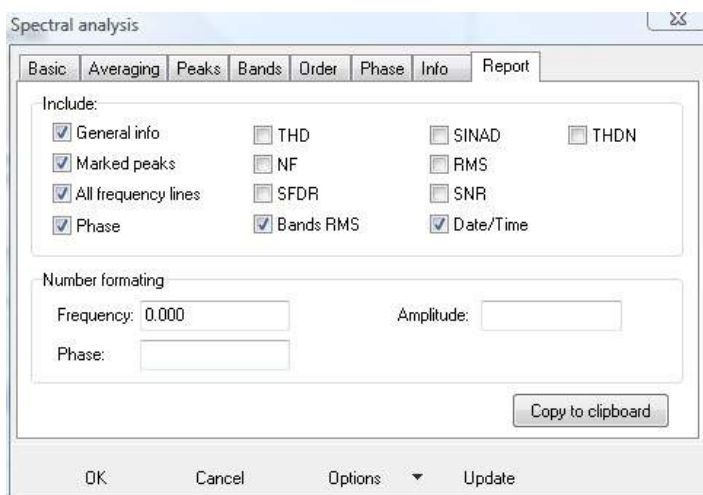 Spectral analysis
Basic Averaging Peaks Bands Order Phase Info Report
Include:
General info THD SINAD THDN
Marked peaks NF RMS
All frequency lines SFDR SNR
Phase Bands RMS Date/Time
Number formating
Frequency: 0.000 Amplitude:
Phase:
Copy to clipboard
OK Cancel Options Update